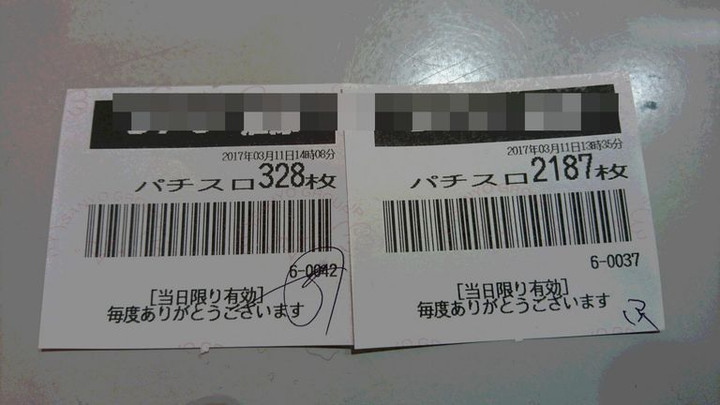 2017年03月11日14時08分
パチスロ328枚
6-0042
[当日限り有効]
毎度ありがとうございます
2017年03月11日13時35分
パチスロ2187枚
6-0037
[当日限り有効]
毎度ありがとうございます